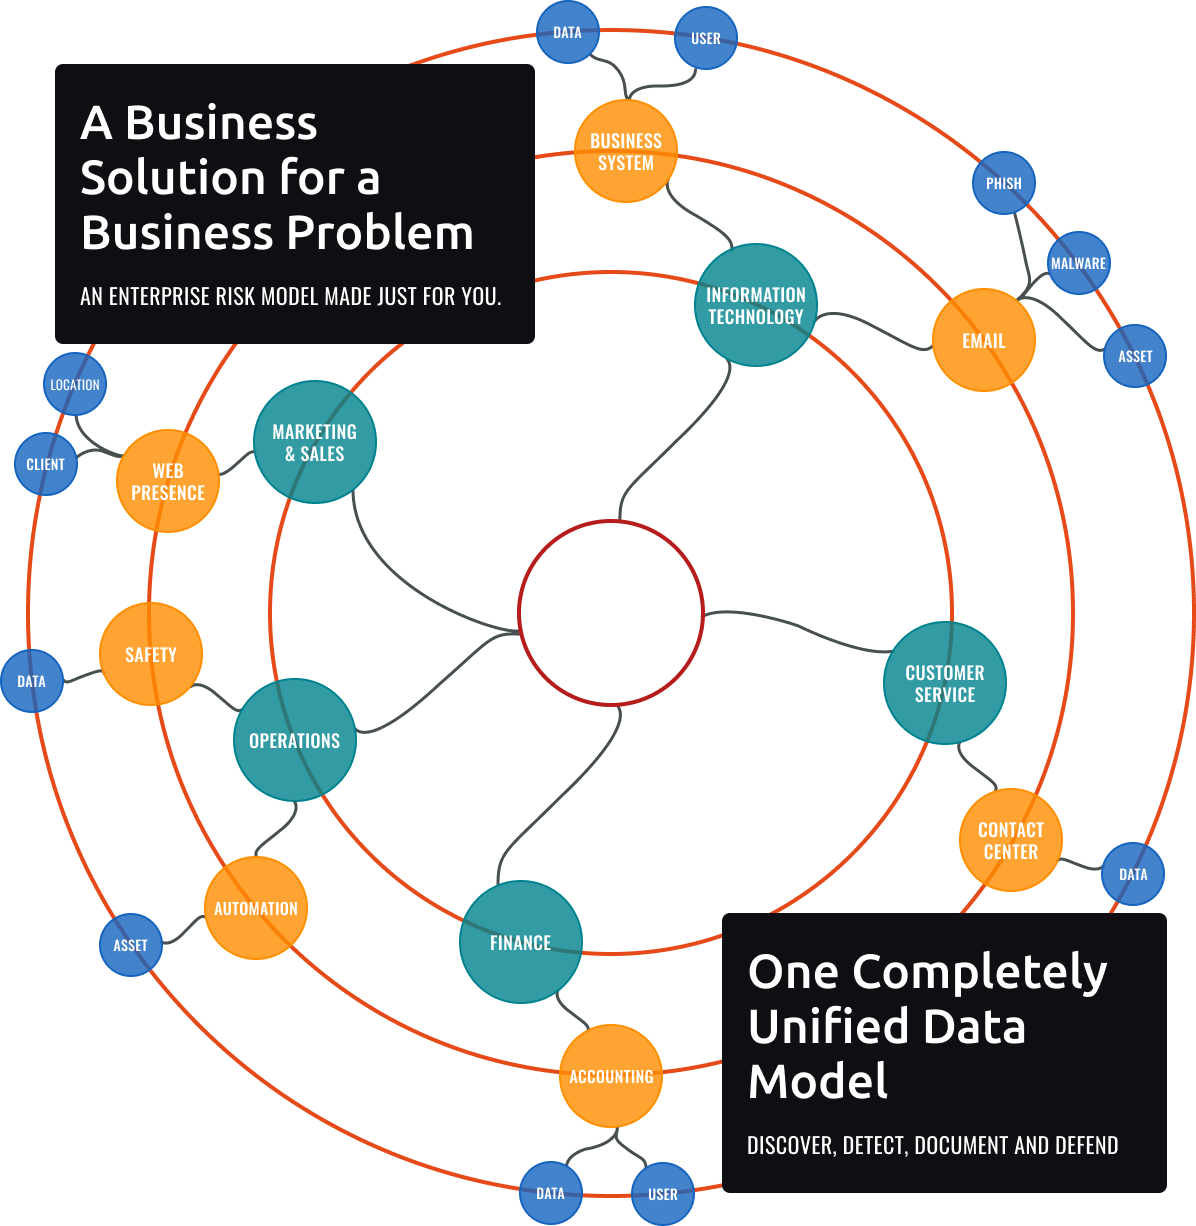 DATA
USER
A Business
Solution for a
Business Problem
AN ENTERPRISE RISK MODEL MADE JUST FOR YOU.
BUSINESS
SYSTEM
PHISH
MALWARE
INFORMATION
TECHNOLOGY
EMAIL
ASSET
LOCATION
CLIENT
WEB
PRESENCE
MARKETING
& SALES
SAFETY
DATA
OPERATIONS
CUSTOMER
SERVICE
CONTACT
CENTER
DATA
AUTOMATION
ASSET
FINANCE
One Completely
Unified Data
Model
DISCOVER, DETECT, DOCUMENT AND DEFEND
ACCOUNTING
DATA
USER